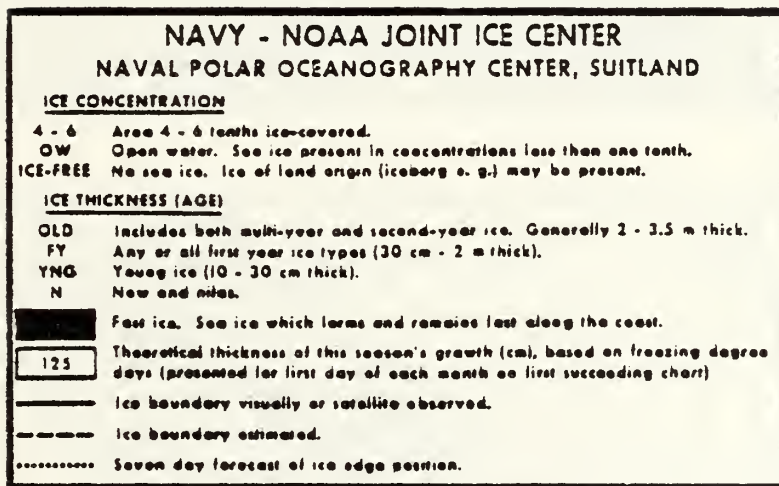 NAVY - NOAA JOINT ICE CENTER
NAVAL POLAR OCEANOGRAPHY CENTER, SUITLAND
ICE CONCENTRATION
4 - 6 Area 4 - 6 tenths ice-covered.
OW Open water. Sea ice present in concentrations less than one tenth.
ICE-FREE No sea ice. Ice of land origin (iceberg e. g.) may be present.
ICE THICKNESS (AGE)
OLD Includes both multi-year and second-year ice. Generally 2 - 3.5 m thick.
FY Any or all first year ice types (30 cm - 2 m thick).
YNG Young ice (10 - 30 cm thick).
N New and nilas.
Fast ice. Sea ice which forms and remains fast along the coast.
125 Theoretical thickness of this season's growth (cm), based on freezing degree
days (presented for first day of each month on first succeeding chart)
Ice boundary visually or satellite observed.
Ice boundary estimated.
Seven day forecast of ice edge position.